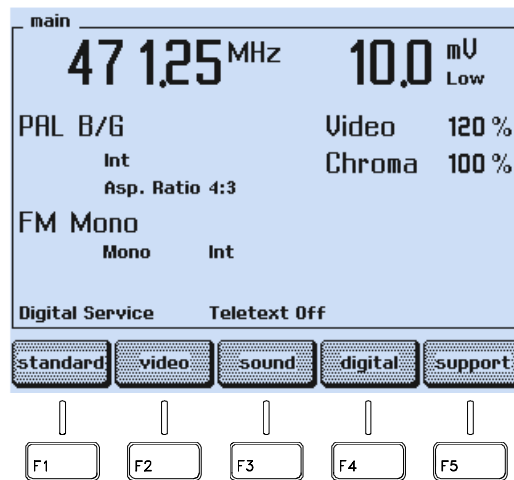 main
471.25 MHz 10.0 mV
Low
PAL B/G Video 120 %
Int Chroma 100 %
Asp. Ratio 4:3
FM Mono
Mono Int
Digital Service Teletext Off
standard video sound digital support
F1 F2 F3 F4 F5